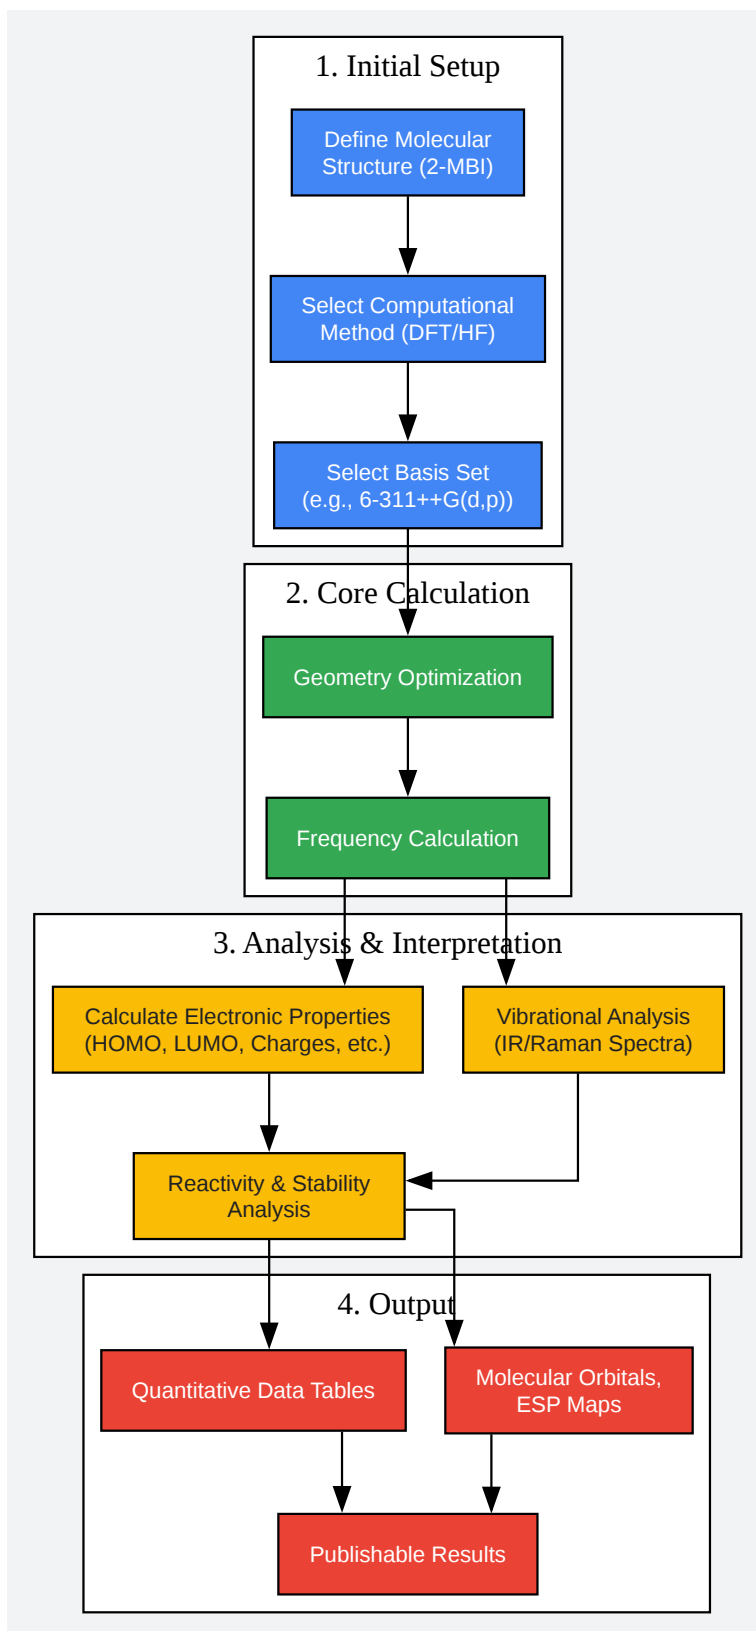 1. Initial Setup
Define Molecular
Structure (2-MBI)
Select Computational
Method (DFT/HF)
Select Basis Set
(e.g., 6-311++G(d,p))
2. Core Calculation
Geometry Optimization
Frequency Calculation
3. Analysis & Interpretation
Calculate Electronic Properties
(HOMO, LUMO, Charges, etc.)
Vibrational Analysis
(IR/Raman Spectra)
Reactivity & Stability
Analysis
4. Output
Quantitative Data Tables
Molecular Orbitals,
ESP Maps
Publishable Results